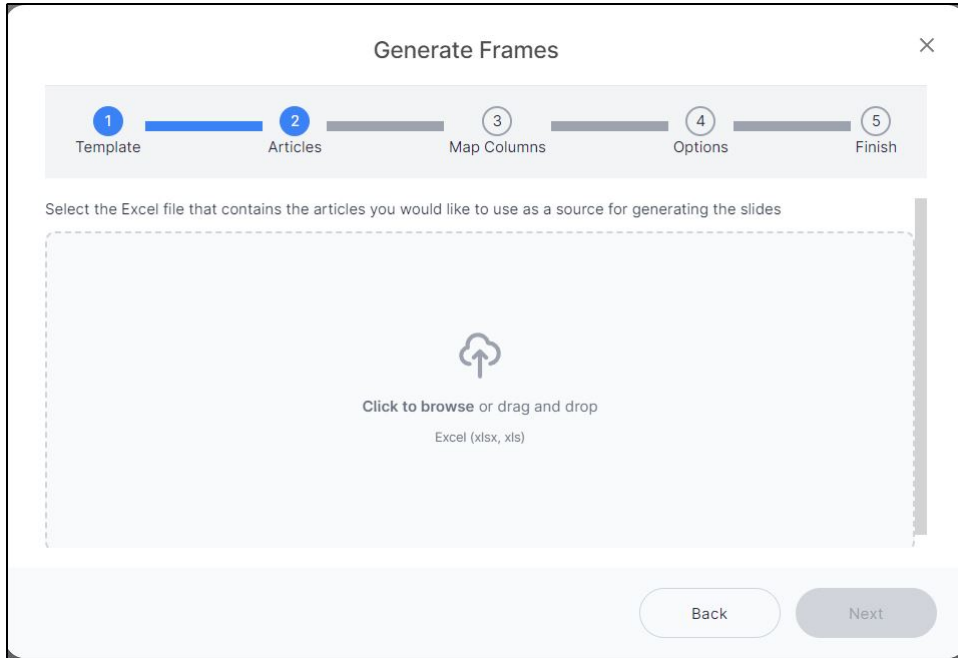 Generate Frames
1 2 3 4 5
Template Articles Map Columns Options Finish
Select the Excel file that contains the articles you would like to use as a source for generating the slides
Click to browse or drag and drop
Excel (xlsx, xls)
Back Next